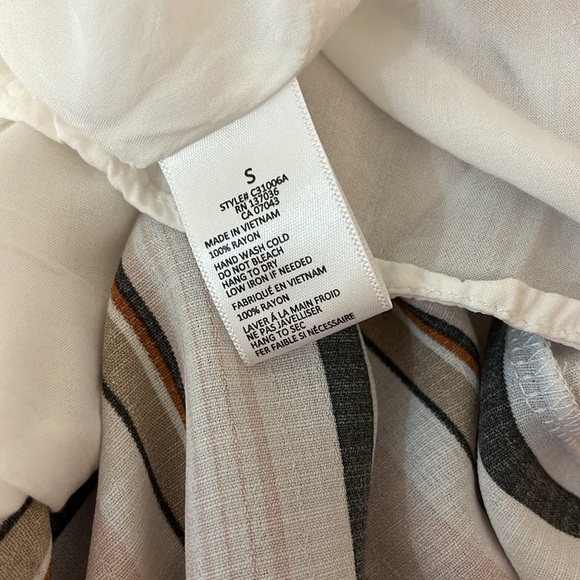 S
STYLE# C31006A
RN 137036
CA 07043
MADE IN VIETNAM
100% RAYON
HAND WASH COLD
DO NOT BLEACH
HANG TO DRY
LOW IRON IF NEEDED
FABRIQUÉ EN VIETNAM
100% RAYON
LAVER À LA MAIN FROID
NE PAS JAVELLISER
HANG TO SEC
FER FAIBLE SI NÉCESSAIRE